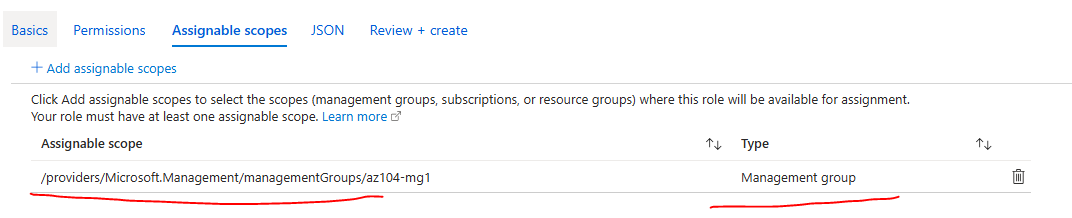 Basics Permissions Assignable scopes JSON Review + create
+ Add assignable scopes
Click Add assignable scopes to select the scopes (management groups, subscriptions, or resource groups) where this role will be available for assignment.
Your role must have at least one assignable scope. Learn more
Assignable scope Type
/providers/Microsoft.Management/managementGroups/az104-mg1 Management group